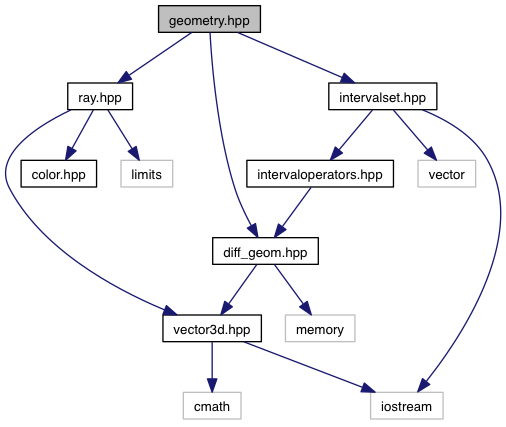 geometry.hpp
ray.hpp
intervalset.hpp
color.hpp
limits
intervaloperators.hpp
vector
diff_geom.hpp
vector3d.hpp
memory
cmath
iostream